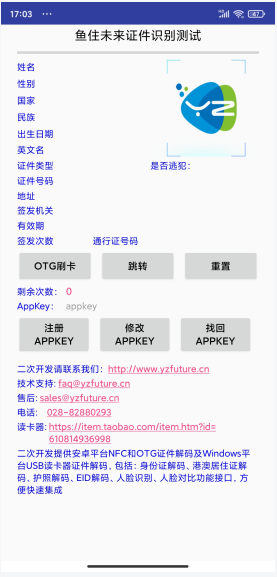 17:03 ··· 47
鱼住未来证件识别测试
姓名
性别
国家
民族
出生日期
英文名
证件类型 是否逃犯：
证件号码
地址
签发机关
有效期
签发次数 通行证号码
YZ
OTG刷卡 跳转 重置
剩余次数： 0
AppKey： appkey
注册 修改 找回
APPKEY APPKEY APPKEY
二次开发请联系我们：http://www.yzfuture.cn
技术支持: faq@yzfuture.cn
售后: sales@yzfuture.cn
电话: 028-82880293
读卡器: https://item.taobao.com/item.htm?id=
610814936998
二次开发提供安卓平台NFC和OTG证件解码及Windows平
台USB读卡器证件解码，包括：身份证解码、港澳居住证解
码、护照解码、EID解码、人脸识别、人脸对比功能接口，方
便快速集成